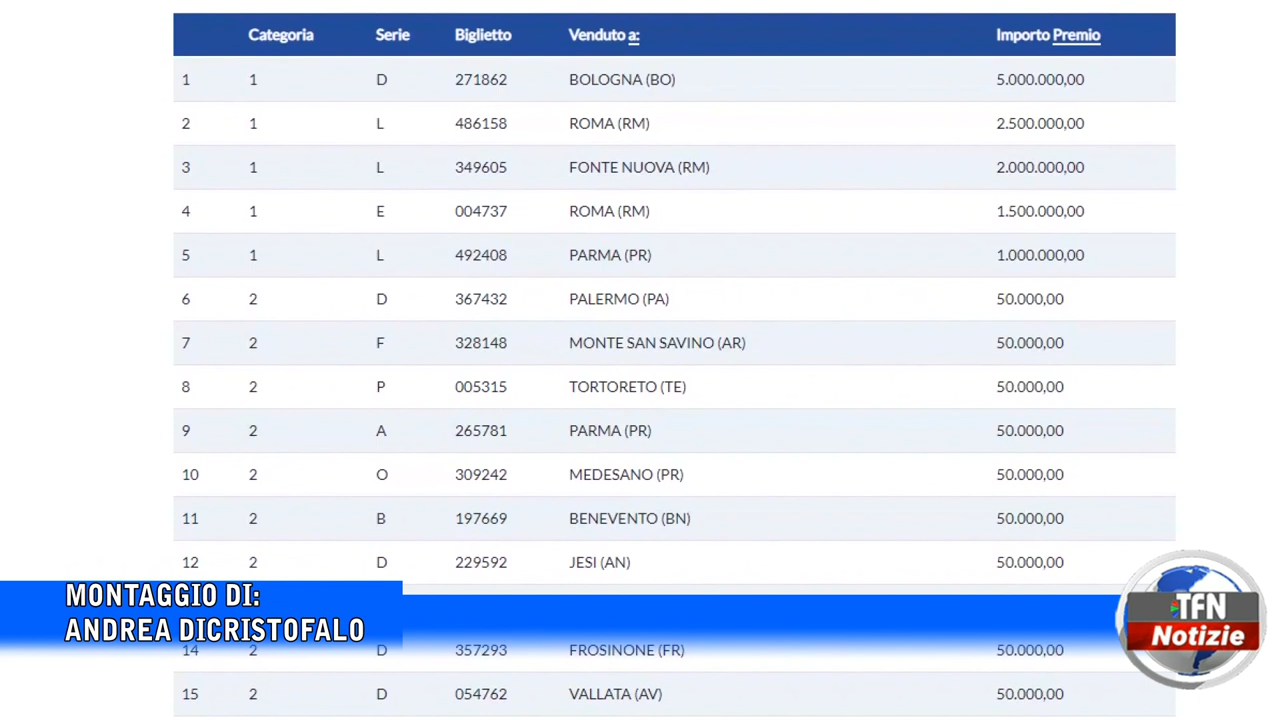 Categoria Serie Biglietto Venduto a: Importo Premio
1 1 D 271862 BOLOGNA (BO) 5.000.000,00
2 1 L 486158 ROMA (RM) 2.500.000,00
3 1 L 349605 FONTE NUOVA (RM) 2.000.000,00
4 1 E 004737 ROMA (RM) 1.500.000,00
5 1 L 492408 PARMA (PR) 1.000.000,00
6 2 D 367432 PALERMO (PA) 50.000,00
7 2 F 328148 MONTE SAN SAVINO (AR) 50.000,00
8 2 P 005315 TORTORETO (TE) 50.000,00
9 2 A 265781 PARMA (PR) 50.000,00
10 2 O 309242 MEDESANO (PR) 50.000,00
11 2 B 197669 BENEVENTO (BN) 50.000,00
12 2 D 229592 JESI (AN) 50.000,00
MONTAGGIO DI:
ANDREA DICRISTOFALO
TFN
Notizie
14 2 D 357293 FROSINONE (FR) 50.000,00
15 2 D 054762 VALLATA (AV) 50.000,00